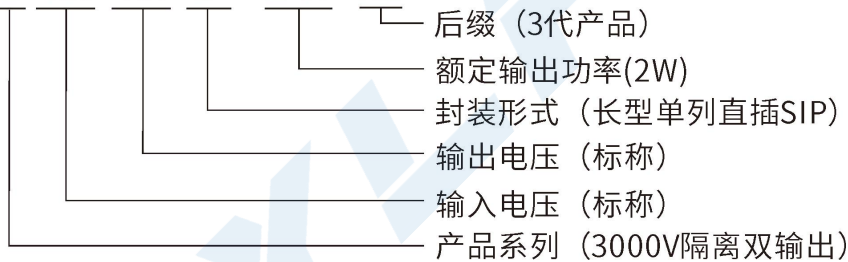 后缀（3代产品）
额定输出功率(2W)
封装形式（长型单列直插SIP）
输出电压（标称）
输入电压（标称）
产品系列（3000V隔离双输出）